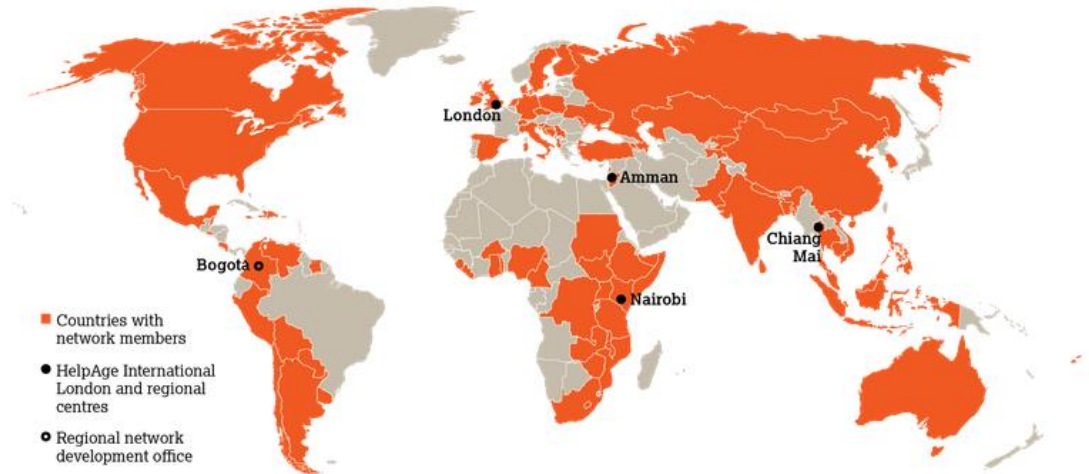 London
Amman
Chiang
Mai
Bogotá
Nairobi
Countries with
network members
HelpAge International
London and regional
centres
Regional network
development office